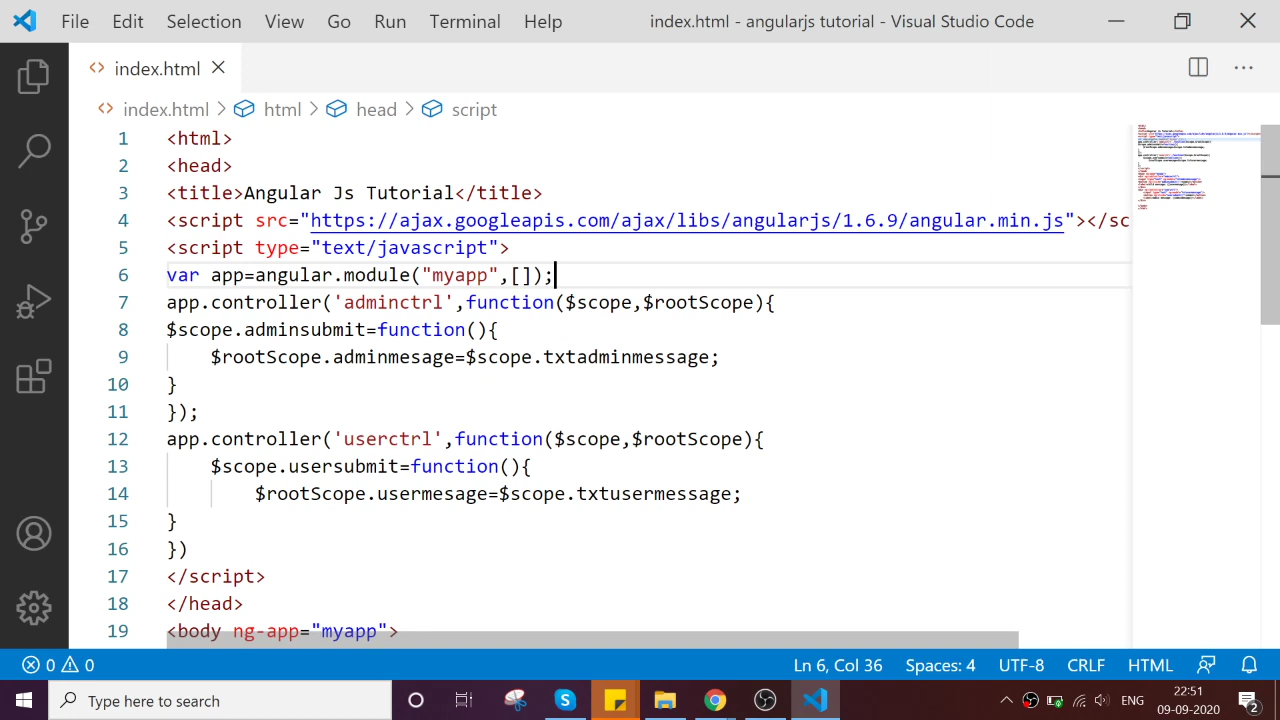 File Edit Selection View Go Run Terminal Help index.html - angularjs tutorial - Visual Studio Code
index.html
index.html html head script
1 <html>
2 <head>
3 <title>Angular Js Tutorial</title>
4 <script src="https://ajax.googleapis.com/ajax/libs/angularjs/1.6.9/angular.min.js"></sc
5 <script type="text/javascript">
6 var app=angular.module("myapp",[]);
7 app.controller('adminctrl',function($scope,$rootScope){
8 $scope.adminsubmit=function(){
9 $rootScope.adminmesage=$scope.txtadminmessage;
10 }
11 });
12 app.controller('userctrl',function($scope,$rootScope){
13 $scope.usersubmit=function(){
14 $rootScope.usermesage=$scope.txtusermessage;
15 }
16 })
17 </script>
18 </head>
19 <body ng-app="myapp">
0 0 Ln 6, Col 36 Spaces: 4 UTF-8 CRLF HTML
Type here to search ENG 22:51
09-09-2020 2